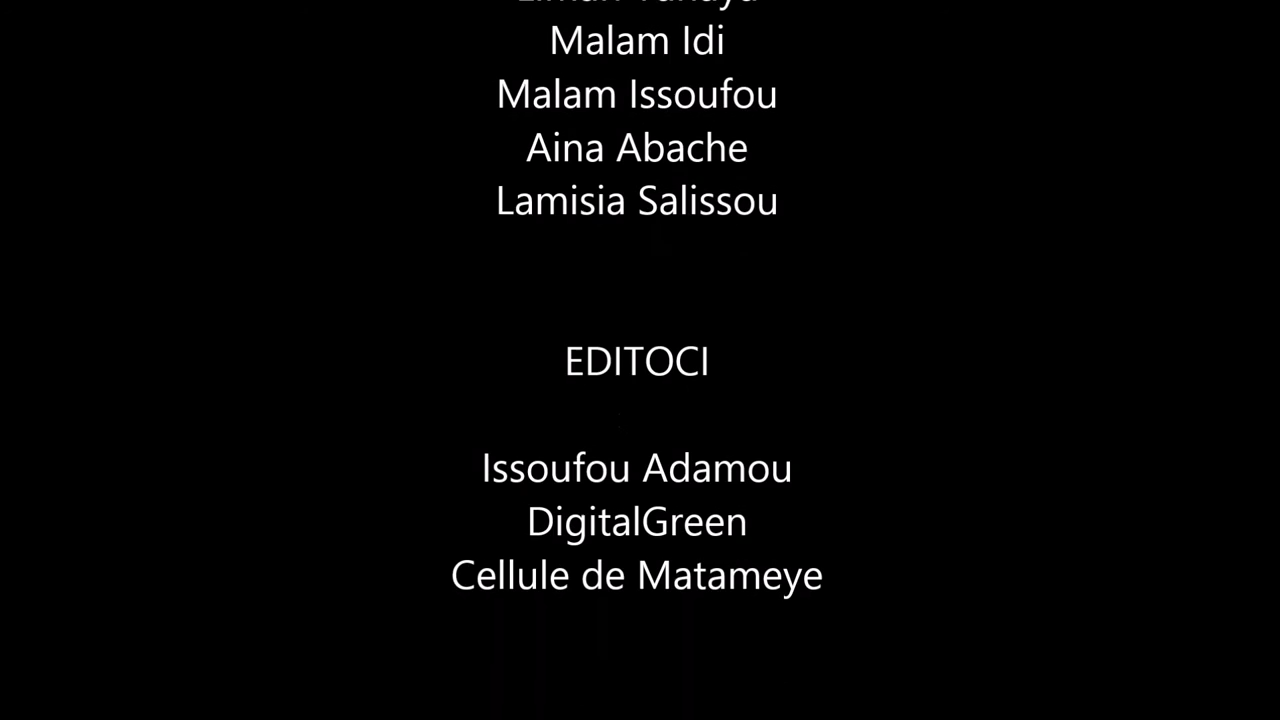 Malam Idi
Malam Issoufou
Aina Abache
Lamisia Salissou
EDITOCI
Issoufou Adamou
DigitalGreen
Cellule de Matameye